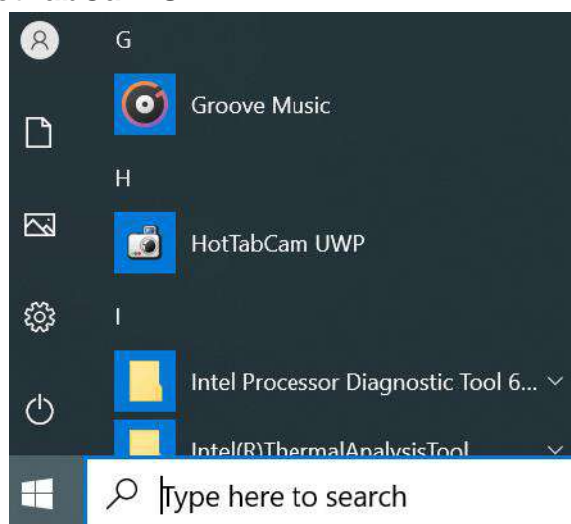 G
Groove Music
H
HotTabCam UWP
I
Intel Processor Diagnostic Tool 6...
Intel(R)ThermalAnalysisTool
Type here to search